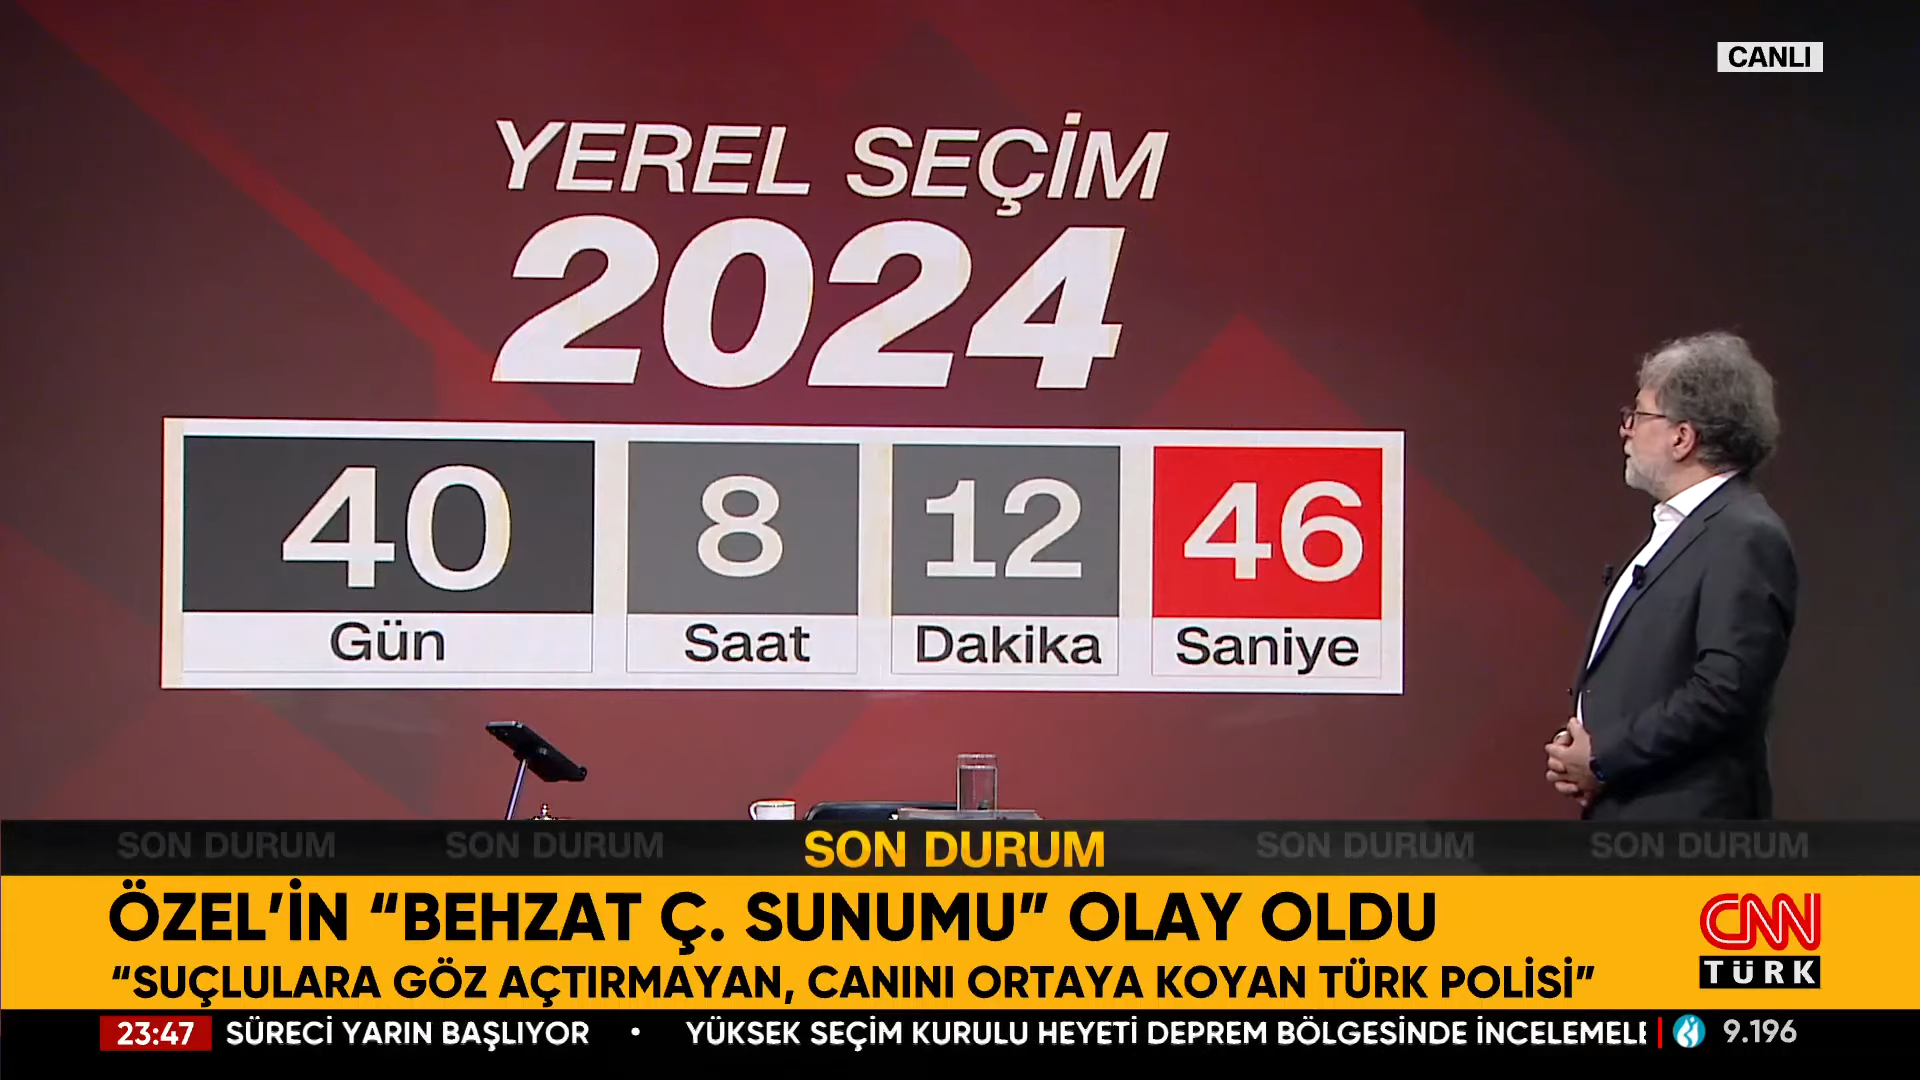 CANLI
YEREL SEÇİM
2024
40 8 12 46
Gün Saat Dakika Saniye
SON DURUM SON DURUM SON DURUM SON DURUM SON DURUM
ÖZEL’İN “BEHZAT Ç. SUNUMU” OLAY OLDU
“SUÇLULARA GÖZ AÇTIRMAYAN, CANINI ORTAYA KOYAN TÜRK POLİSİ”
CNN
TÜRK
23:47 SÜRECİ YARIN BAŞLIYOR • YÜKSEK SEÇİM KURULU HEYETİ DEPREM BÖLGESİNDE İNCELEMELE 9.196